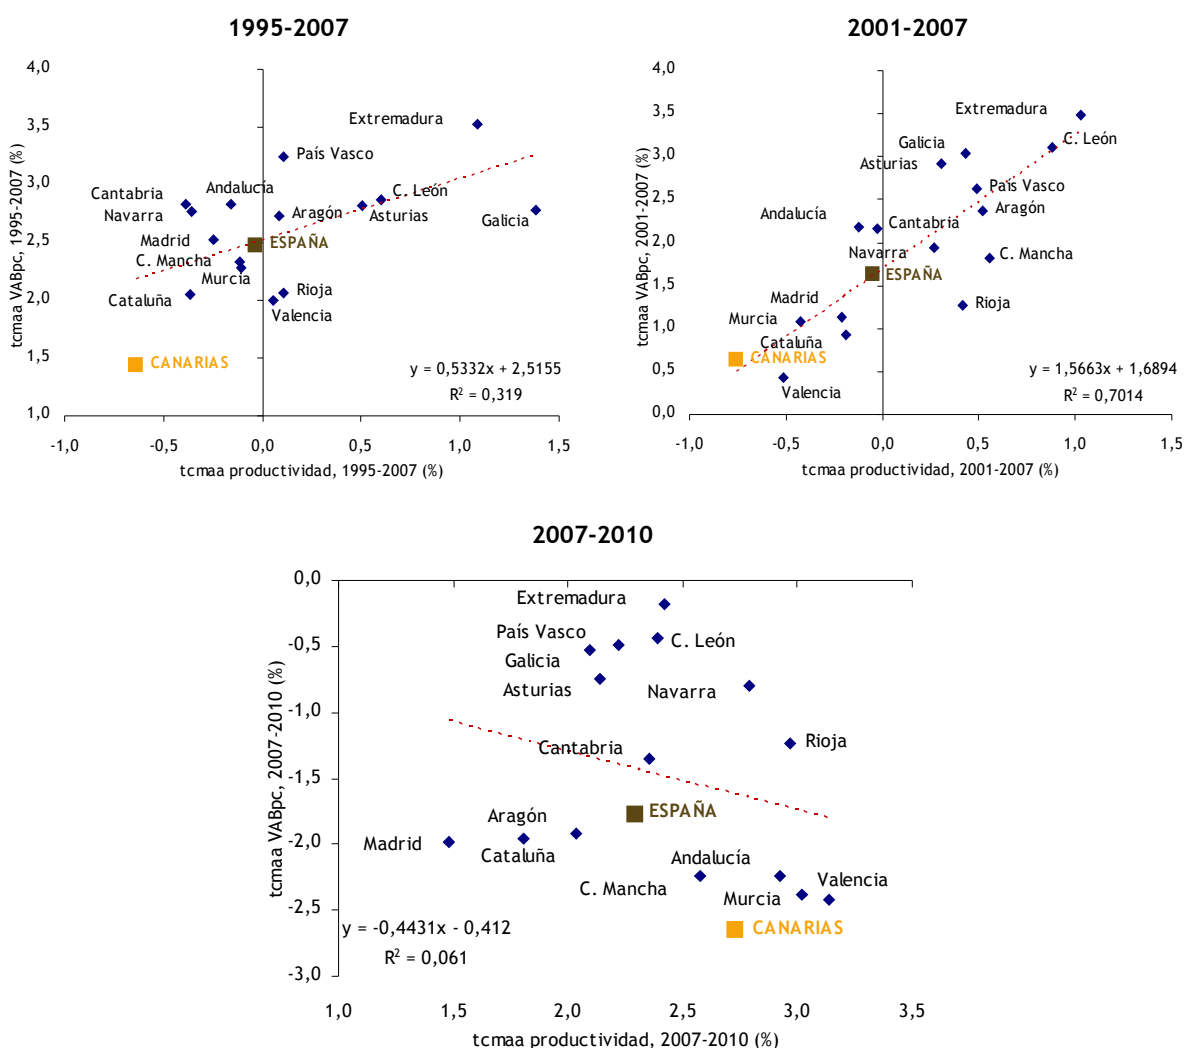 1995-2007
4,0
3,5
3,0
2,5
2,0
1,5
1,0
tcmaa VABpc, 1995-2007 (%)
Extremadura
País Vasco
Cantabria
Andalucía
C. León
Navarra
Aragón
Asturias
Galicia
Madrid
ESPAÑA
C. Mancha
Murcia
Cataluña
Rioja
Valencia
CANARIAS
y = 0,5332x + 2,5155
R² = 0,319
-1,0 -0,5 0,0 0,5 1,0 1,5
tcmaa productividad, 1995-2007 (%)
2001-2007
4,0
3,5
3,0
2,5
2,0
1,5
1,0
0,5
0,0
tcmaa VABpc, 2001-2007 (%)
Extremadura
Galicia
C. León
Asturias
País Vasco
Aragón
Andalucía
Cantabria
Navarra
C. Mancha
ESPAÑA
Madrid
Rioja
Murcia
Cataluña
CANARIAS
Valencia
y = 1,5663x + 1,6894
R² = 0,7014
-1,0 -0,5 0,0 0,5 1,0 1,5
tcmaa productividad, 2001-2007 (%)
2007-2010
0,0
-0,5
-1,0
-1,5
-2,0
-2,5
-3,0
tcmaa VABpc, 2007-2010 (%)
Extremadura
País Vasco
C. León
Galicia
Asturias
Navarra
Rioja
Cantabria
ESPAÑA
Aragón
Madrid
Cataluña
Andalucía
C. Mancha
Valencia
Murcia
CANARIAS
y = -0,4431x - 0,412
R² = 0,061
1,0 1,5 2,0 2,5 3,0 3,5
tcmaa productividad, 2007-2010 (%)